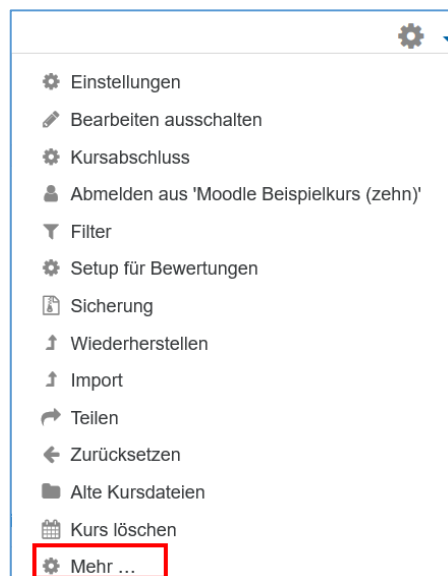 Einstellungen
Bearbeiten ausschalten
Kursabschluss
Abmelden aus 'Moodle Beispielkurs (zehn)'
Filter
Setup für Bewertungen
Sicherung
Wiederherstellen
Import
Teilen
Zurücksetzen
Alte Kursdateien
Kurs löschen
Mehr ...